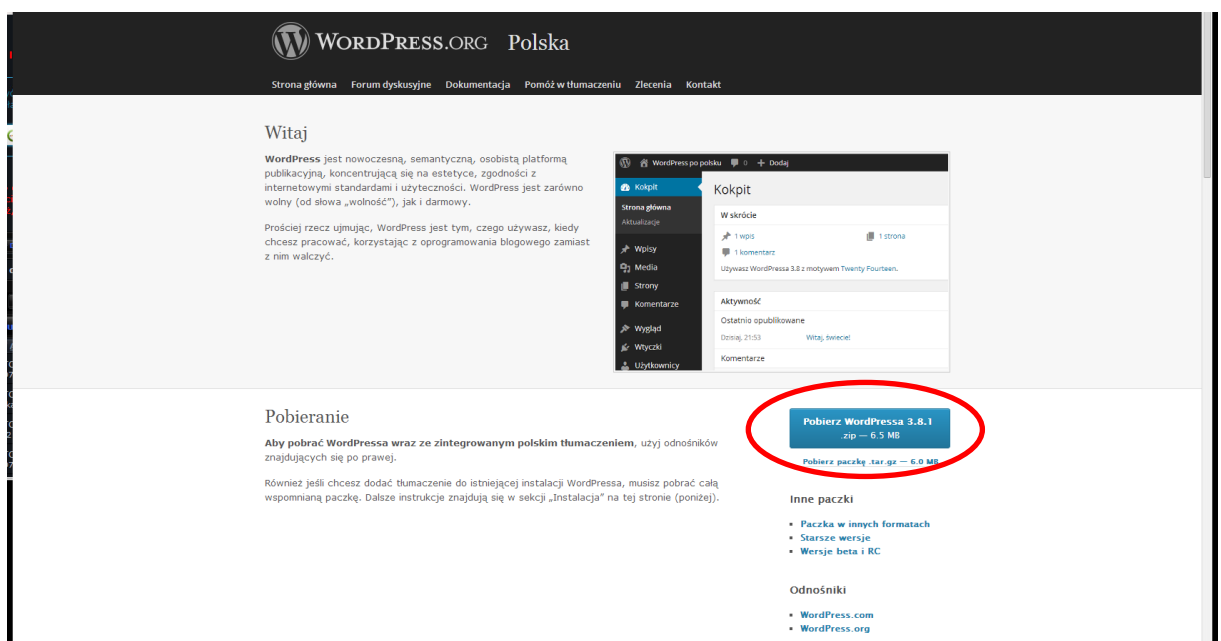 WORDPRESS.ORG Polska
Strona główna Forum dyskusyjne Dokumentacja Pomóż w tłumaczeniu Zlecenia Kontakt
Witaj
WordPress jest nowoczesną, semantyczną, osobistą platformą
publikacyjną, koncentrującą się na estetyce, zgodności z
internetowymi standardami i użyteczności. WordPress jest zarówno
wolny (od słowa „wolność”), jak i darmowy.
Prościej rzecz ujmując, WordPress jest tym, czego używasz, kiedy
chcesz pracować, korzystając z oprogramowania blogowego zamiast
z nim walczyć.
WordPress po polsku 0 + Dodaj
Kokpit
Strona główna
Aktualizacje
Wpisy
Media
Strony
Komentarze
Wygląd
Wtyczki
Użytkownicy
Kokpit
W skrócie
1 wpis 1 strona
1 komentarz
Używasz WordPressa 3.8 z motywem Twenty Fourteen.
Aktywność
Ostatnio opublikowane
Dzisiaj, 21:53 Witaj, świecie!
Komentarze
Pobieranie
Aby pobrać WordPressa wraz ze zintegrowanym polskim tłumaczeniem, użyj odnośników
znajdujących się po prawej.
Również jeśli chcesz dodać tłumaczenie do istniejącej instalacji WordPressa, musisz pobrać całą
wspomnianą paczkę. Dalsze instrukcje znajdują się w sekcji „Instalacja” na tej stronie (poniżej).
Pobierz WordPressa 3.8.1
.zip — 6.5 MB
Pobierz paczkę .tar.gz — 6.0 MB
Inne paczki
Paczka w innych formatach
Starsze wersje
Wersje beta i RC
Odnośniki
WordPress.com
WordPress.org